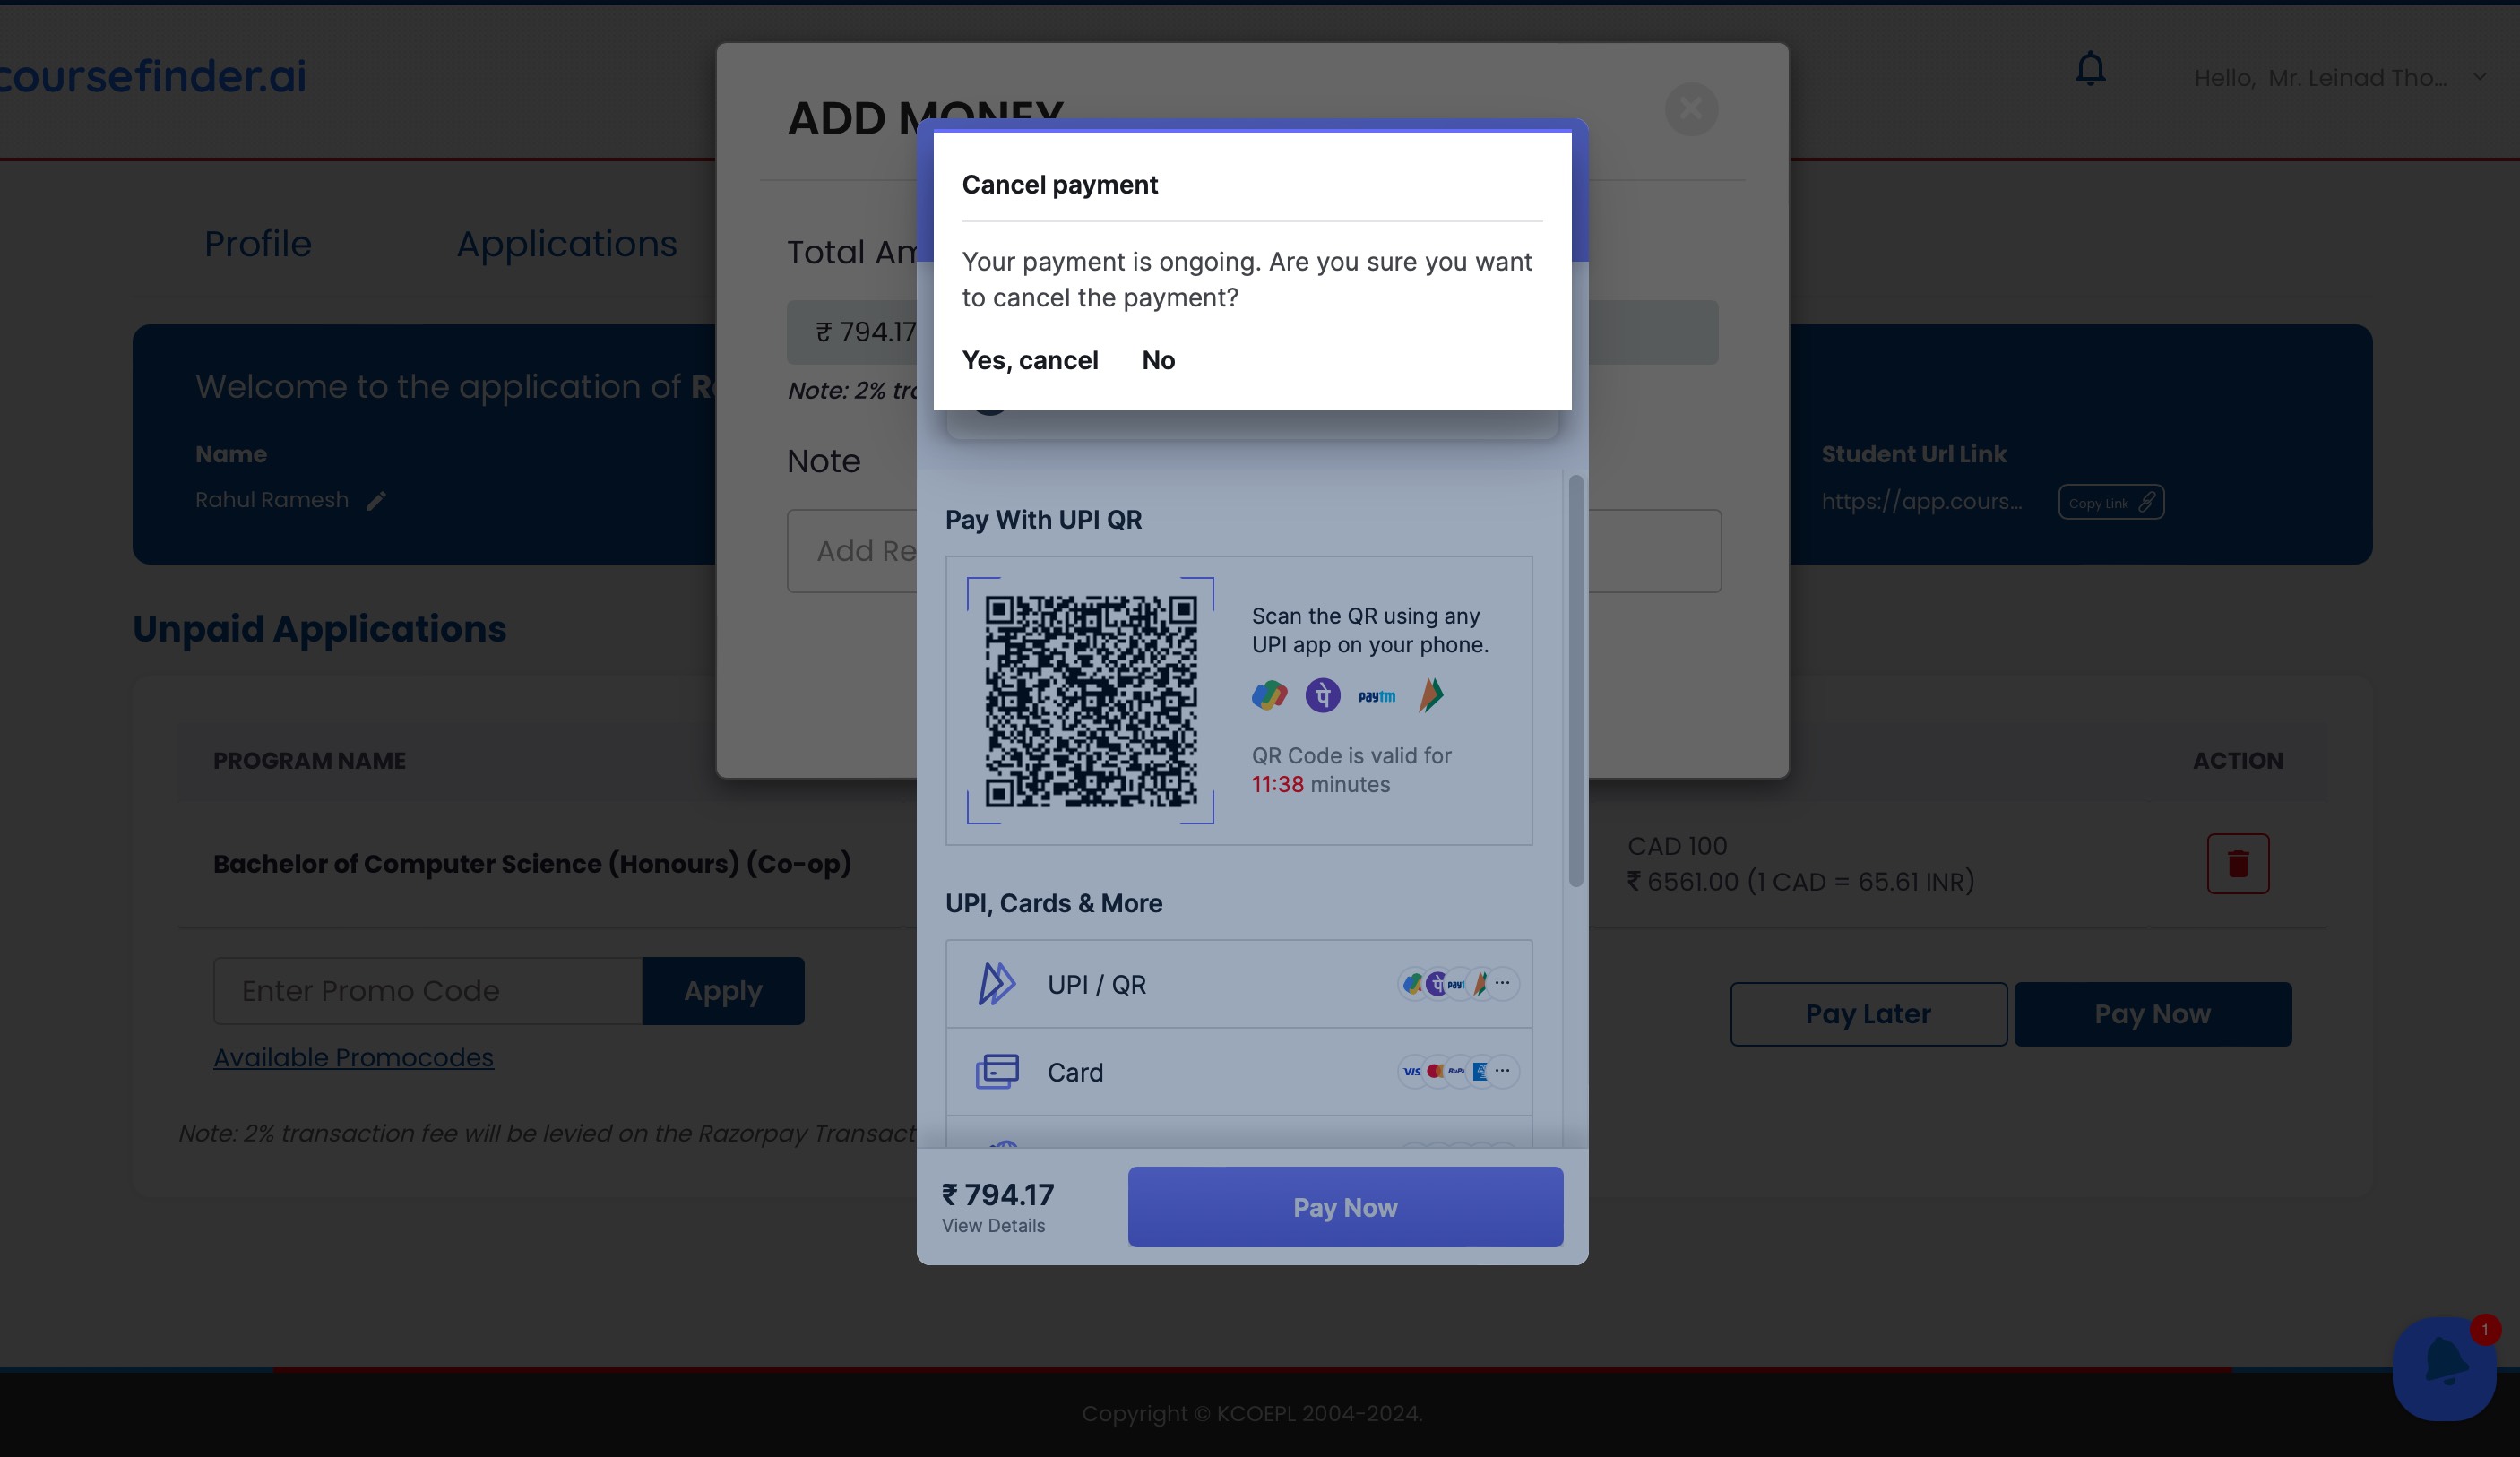 coursefinder.ai
Hello, Mr. Leinad Tho...
Profile
Applications
Welcome to the application of
Name
Rahul Ramesh
Student Url Link
https://app.cours...
Copy Link
Unpaid Applications
PROGRAM NAME
ACTION
Bachelor of Computer Science (Honours) (Co-op)
CAD 100
₹ 6561.00 (1 CAD = 65.61 INR)
Enter Promo Code
Apply
Available Promocodes
Pay Later
Pay Now
Note: 2% transaction fee will be levied on the Razorpay
ADD MONEY
Total
₹ 794.17
Note: 2%
Note
Add
Cancel payment
Your payment is ongoing. Are you sure you want
to cancel the payment?
Yes, cancel No
Pay With UPI QR
Scan the QR using any
UPI app on your phone.
paytm
QR Code is valid for
11:38 minutes
UPI, Cards & More
UPI / QR
Card
₹ 794.17
View Details
Pay Now
1
Copyright © KCOEPL 2004-2024.